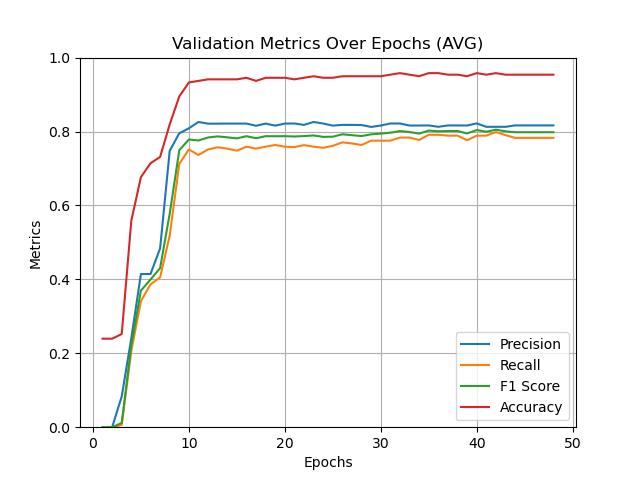 Validation Metrics Over Epochs (AVG)
1.0
0.8
0.6
0.4
0.2
0.0
Metrics
0 10 20 30 40 50
Epochs
Precision
Recall
F1 Score
Accuracy